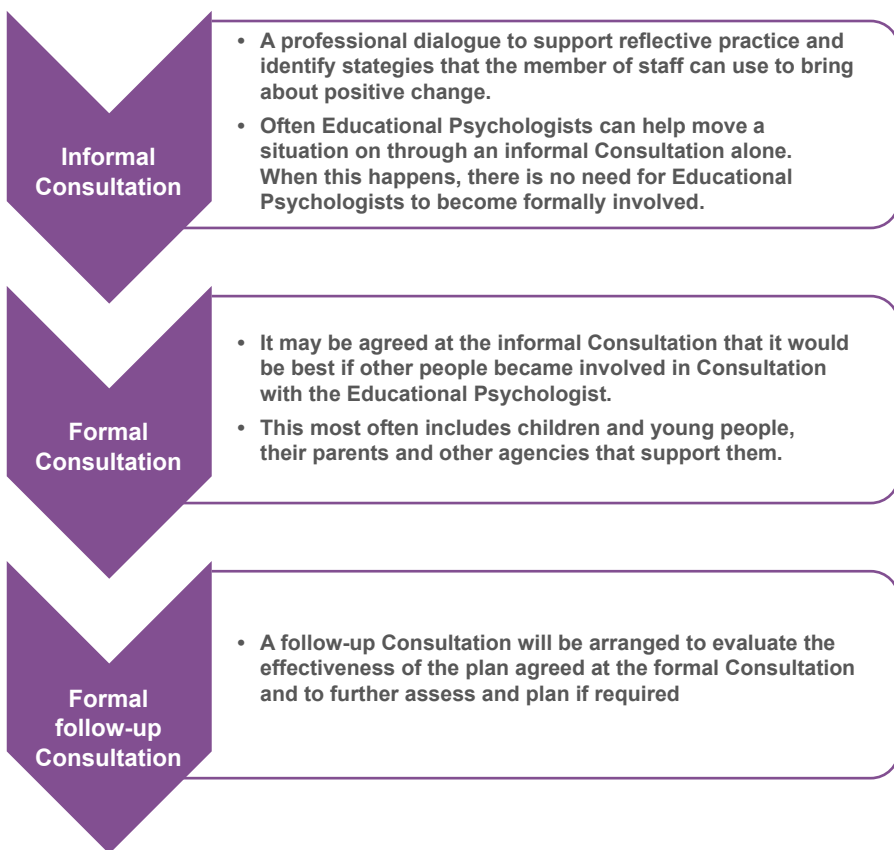 Informal
Consultation
• A professional dialogue to support reflective practice and
identify stategies that the member of staff can use to bring
about positive change.
• Often Educational Psychologists can help move a
situation on through an informal Consultation alone.
When this happens, there is no need for Educational
Psychologists to become formally involved.
Formal
Consultation
• It may be agreed at the informal Consultation that it would
be best if other people became involved in Consultation
with the Educational Psychologist.
• This most often includes children and young people,
their parents and other agencies that support them.
Formal
follow-up
Consultation
• A follow-up Consultation will be arranged to evaluate the
effectiveness of the plan agreed at the formal Consultation
and to further assess and plan if required